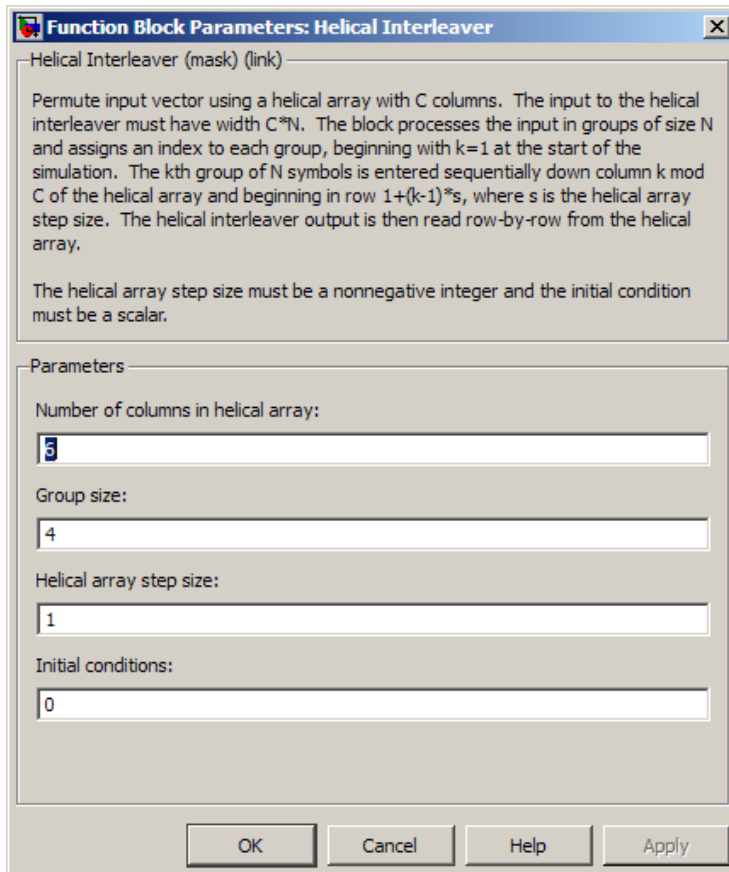 Function Block Parameters: Helical Interleaver
Helical Interleaver (mask) (link)
Permute input vector using a helical array with C columns.  The input to the helical
interleaver must have width C*N.  The block processes the input in groups of size N
and assigns an index to each group, beginning with k=1 at the start of the
simulation.  The kth group of N symbols is entered sequentially down column k mod
C of the helical array and beginning in row 1+(k-1)*s, where s is the helical array
step size.  The helical interleaver output is then read row-by-row from the helical
array.
The helical array step size must be a nonnegative integer and the initial condition
must be a scalar.
Parameters
Number of columns in helical array:
6
Group size:
4
Helical array step size:
1
Initial conditions:
0
OK Cancel Help Apply